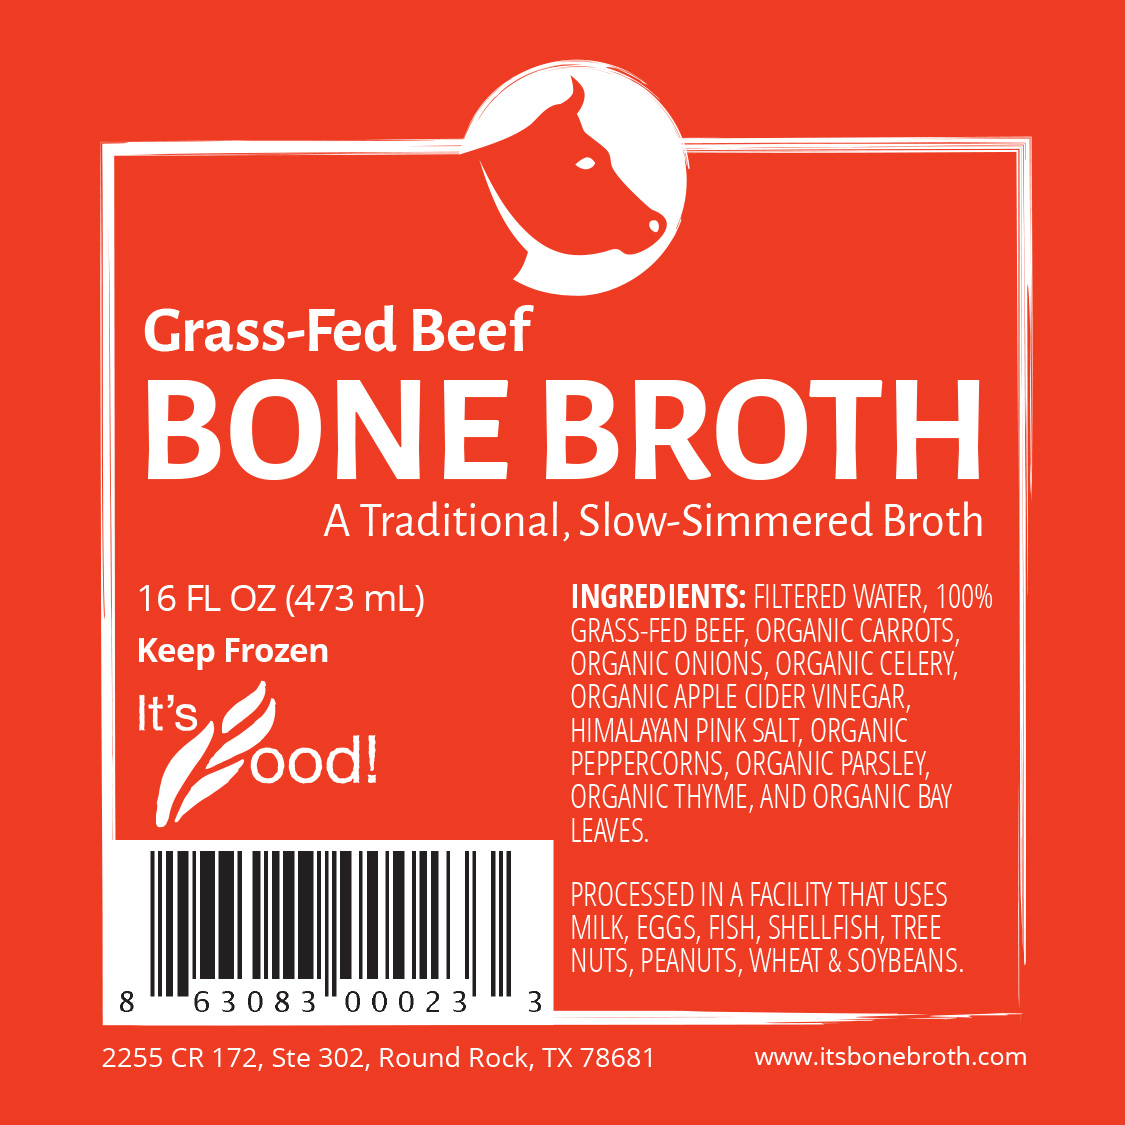 Grass-Fed Beef
BONE BROTH
A Traditional, Slow-Simmered Broth
16 FL OZ (473 mL)
Keep Frozen
It's
Food!
INGREDIENTS: FILTERED WATER, 100%
GRASS-FED BEEF, ORGANIC CARROTS,
ORGANIC ONIONS, ORGANIC CELERY,
ORGANIC APPLE CIDER VINEGAR,
HIMALAYAN PINK SALT, ORGANIC
PEPPERCORNS, ORGANIC PARSLEY,
ORGANIC THYME, AND ORGANIC BAY
LEAVES.
PROCESSED IN A FACILITY THAT USES
MILK, EGGS, FISH, SHELLFISH, TREE
NUTS, PEANUTS, WHEAT & SOYBEANS.
8 63083 00023 3
2255 CR 172, Ste 302, Round Rock, TX 78681
www.itsbonebroth.com